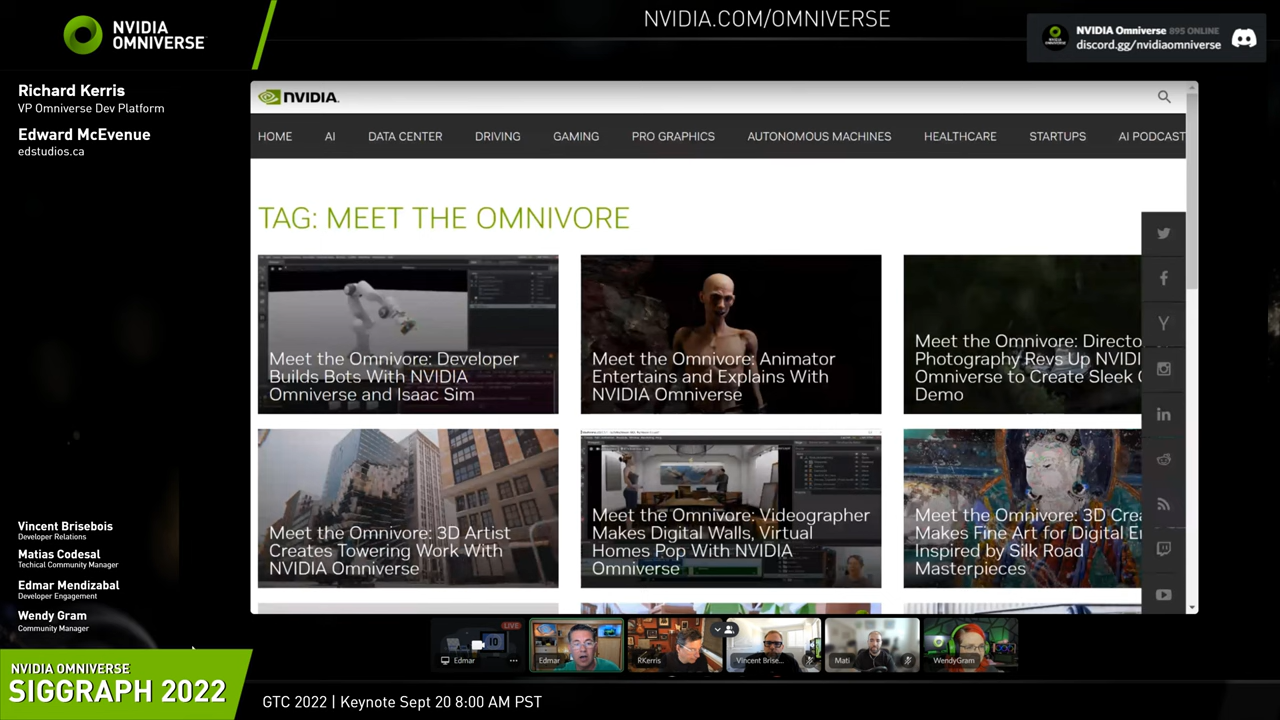 NVIDIA
OMNIVERSE
NVIDIA.COM/OMNIVERSE
NVIDIA Omniverse 895 ONLINE
discord.gg/nvidiaomniverse
Richard Kerris
VP Omniverse Dev Platform
Edward McEvenue
edstudios.ca
NVIDIA.
HOME AI DATA CENTER DRIVING GAMING PRO GRAPHICS AUTONOMOUS MACHINES HEALTHCARE STARTUPS AI PODCAST
TAG: MEET THE OMNIVORE
Meet the Omnivore: Developer
Builds Bots With NVIDIA
Omniverse and Isaac Sim
Meet the Omnivore: Animator
Entertains and Explains With
NVIDIA Omniverse
Meet the Omnivore: Directo
Photography Revs Up NVIDI
Omniverse to Create Sleek C
Demo
Meet the Omnivore: 3D Artist
Creates Towering Work With
NVIDIA Omniverse
Meet the Omnivore: Videographer
Makes Digital Walls, Virtual
Homes Pop With NVIDIA
Omniverse
Meet the Omnivore: 3D Crea
Makes Fine Art for Digital E
Inspired by Silk Road
Masterpieces
Vincent Brisebois
Developer Relations
Matias Codesal
Techical Community Manager
Edmar Mendizabal
Developer Engagement
Wendy Gram
Community Manager
LIVE
10
Edmar
Edmar
RKerris
Vincent Brise...
Mati
WendyGram
NVIDIA OMNIVERSE
SIGGRAPH 2022
GTC 2022 | Keynote Sept 20 8:00 AM PST